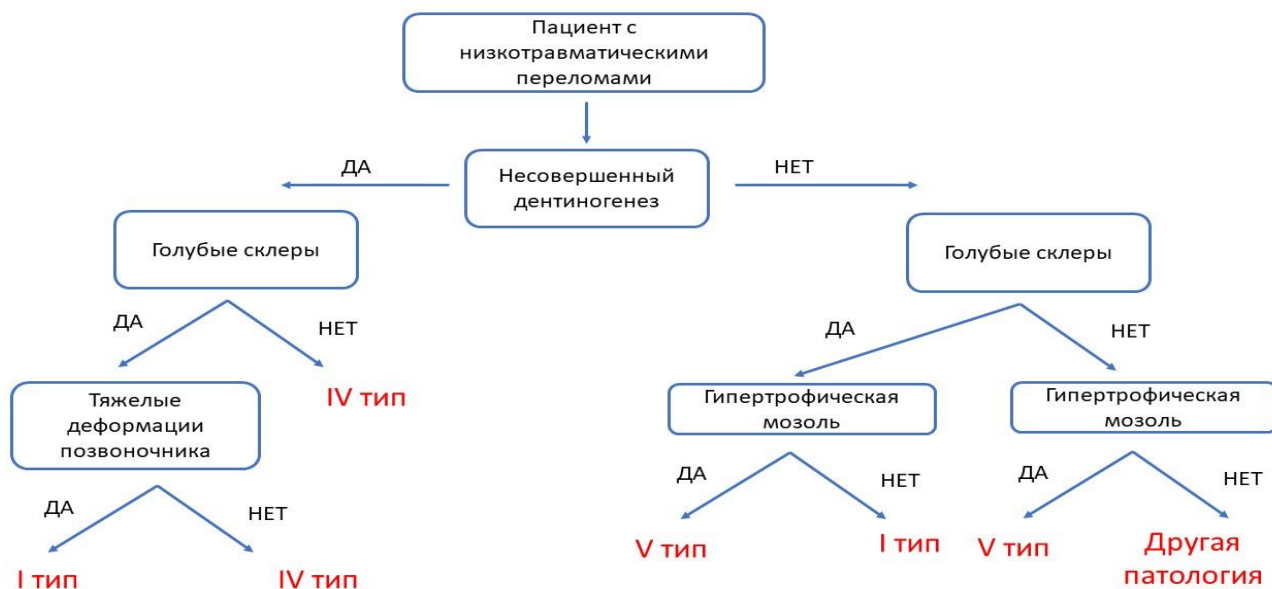 Пациент с
низкотравматическими
переломами
ДА
Несовершенный
дентиногенез
НЕТ
Голубые склеры
Голубые склеры
ДА
НЕТ
ДА
НЕТ
Тяжелые
деформации
позвоночника
IV тип
Гипертрофическая
мозоль
Гипертрофическая
мозоль
ДА
НЕТ
ДА
НЕТ
ДА
НЕТ
I тип
IV тип
V тип
I тип
V тип
Другая
патология